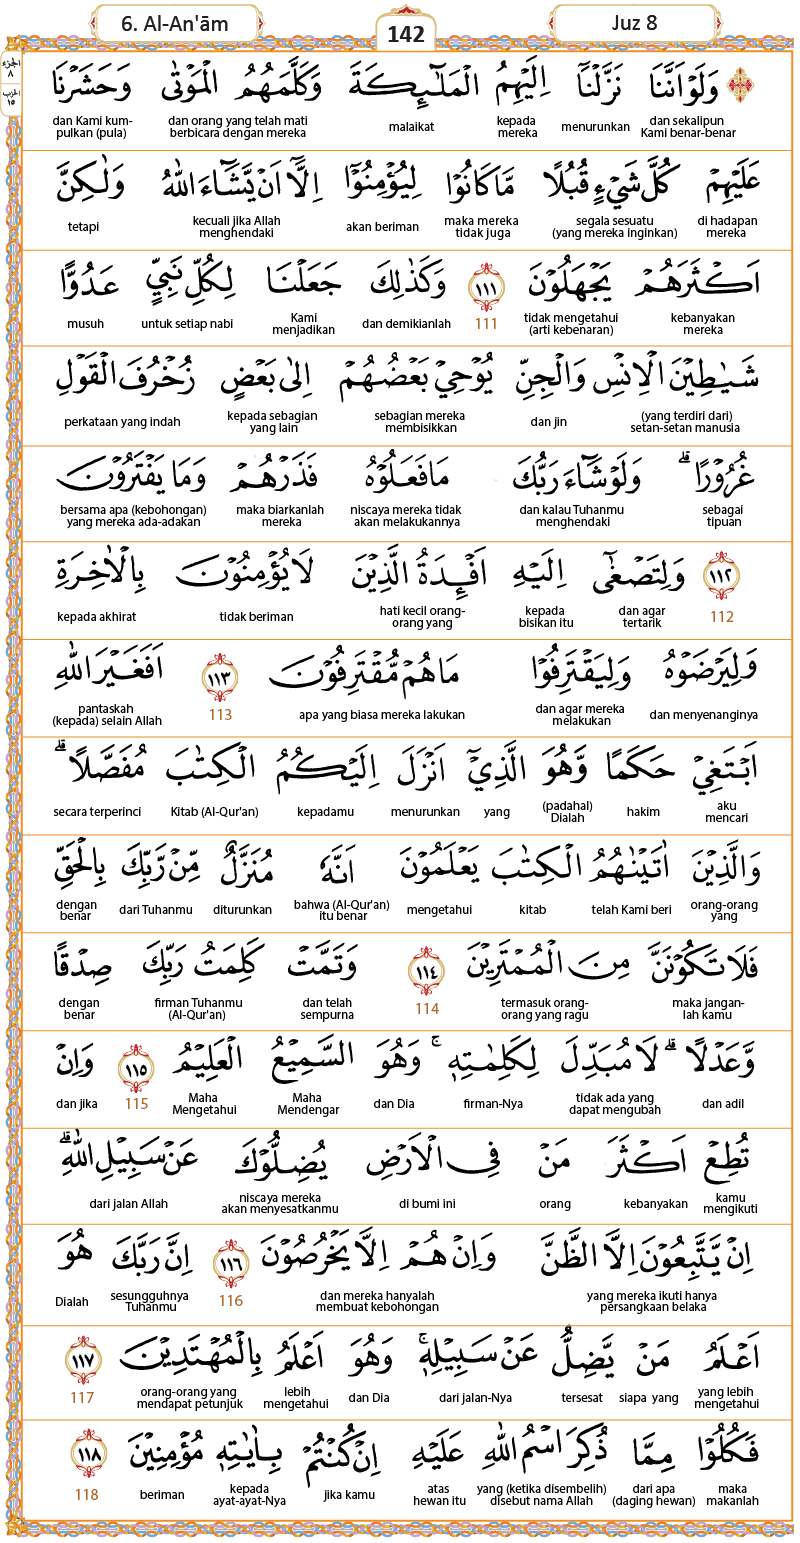 6. Al-An'ām
142
Juz 8
الجزء
٨
الحزب
١٥
وَلَوْ اَنَّنَا نَزَّلْنَآ اِلَيْهِمُ الْمَلٰۤىِٕكَةَ وَكَلَّمَهُمُ الْمَوْتٰى وَحَشَرْنَا
dan sekalipun Kami benar-benar
menurunkan
kepada mereka
malaikat
dan orang yang telah mati berbicara dengan mereka
dan Kami kum-pulkan (pula)
عَلَيْهِمْ كُلَّ شَيْءٍ قُبُلًا مَّا كَانُوْا لِيُؤْمِنُوْٓا اِلَّآ اَنْ يَّشَاۤءَ اللّٰهُ وَلٰكِنَّ
di hadapan mereka
segala sesuatu (yang mereka inginkan)
maka mereka tidak juga
akan beriman
kecuali jika Allah menghendaki
tetapi
اَكْثَرَهُمْ يَجْهَلُوْنَ ١١١ وَكَذٰلِكَ جَعَلْنَا لِكُلِّ نَبِيٍّ عَدُوًّا
kebanyakan mereka
tidak mengetahui (arti kebenaran)
111
dan demikianlah
Kami menjadikan
untuk setiap nabi
musuh
شَيٰطِيْنَ الْاِنْسِ وَالْجِنِّ يُوْحِيْ بَعْضُهُمْ اِلٰى بَعْضٍ زُخْرُفَ الْقَوْلِ
(yang terdiri dari) setan-setan manusia
dan jin
sebagian mereka membisikkan
kepada sebagian yang lain
perkataan yang indah
غُرُوْرًا ۗ وَلَوْ شَاۤءَ رَبُّكَ مَا فَعَلُوْهُ فَذَرْهُمْ وَمَا يَفْتَرُوْنَ
sebagai tipuan
dan kalau Tuhanmu menghendaki
niscaya mereka tidak akan melakukannya
maka biarkanlah mereka
bersama apa (kebohongan) yang mereka ada-adakan
١١٢ وَلِتَصْغٰٓى اِلَيْهِ اَفْـِٕدَةُ الَّذِيْنَ لَا يُؤْمِنُوْنَ بِالْاٰخِرَةِ
112
dan agar tertarik
kepada bisikan itu
hati kecil orang-orang yang
tidak beriman
kepada akhirat
وَلِيَرْضَوْهُ وَلِيَقْتَرِفُوْا مَا هُمْ مُّقْتَرِفُوْنَ ١١٣ اَفَغَيْرَ اللّٰهِ
dan menyenanginya
dan agar mereka melakukan
apa yang biasa mereka lakukan
113
pantaskah (kepada) selain Allah
اَبْتَغِيْ حَكَمًا وَّهُوَ الَّذِيْٓ اَنْزَلَ اِلَيْكُمُ الْكِتٰبَ مُفَصَّلًا ۗ
aku mencari
hakim
(padahal) Dialah
yang
menurunkan
kepadamu
Kitab (Al-Qur'an)
secara terperinci
وَالَّذِيْنَ اٰتَيْنٰهُمُ الْكِتٰبَ يَعْلَمُوْنَ اَنَّهٗ مُنَزَّلٌ مِّنْ رَّبِّكَ بِالْحَقِّ
orang-orang yang
telah Kami beri
kitab
mengetahui
bahwa (Al-Qur'an) itu benar
diturunkan
dari Tuhanmu
dengan benar
فَلَا تَكُوْنَنَّ مِنَ الْمُمْتَرِيْنَ ١١٤ وَتَمَّتْ كَلِمَتُ رَبِّكَ صِدْقًا
maka jangan-lah kamu
termasuk orang-orang yang ragu
114
dan telah sempurna
firman Tuhanmu (Al-Qur'an)
dengan benar
وَّعَدْلًا ۗ لَا مُبَدِّلَ لِكَلِمٰتِهٖ ۚ وَهُوَ السَّمِيْعُ الْعَلِيْمُ ١١٥ وَاِنْ
dan adil
tidak ada yang dapat mengubah
firman-Nya
dan Dia
Maha Mendengar
Maha Mengetahui
115
dan jika
تُطِعْ اَكْثَرَ مَنْ فِى الْاَرْضِ يُضِلُّوْكَ عَنْ سَبِيْلِ اللّٰهِ ۗ
kamu mengikuti
kebanyakan
orang
di bumi ini
niscaya mereka akan menyesatkanmu
dari jalan Allah
اِنْ يَّتَّبِعُوْنَ اِلَّا الظَّنَّ وَاِنْ هُمْ اِلَّا يَخْرُصُوْنَ ١١٦ اِنَّ رَبَّكَ هُوَ
yang mereka ikuti hanya persangkaan belaka
dan mereka hanyalah membuat kebohongan
116
sesungguhnya Tuhanmu
Dialah
اَعْلَمُ مَنْ يَّضِلُّ عَنْ سَبِيْلِهٖ ۚ وَهُوَ اَعْلَمُ بِالْمُهْتَدِيْنَ ١١٧
yang lebih mengetahui
siapa yang
tersesat
dari jalan-Nya
dan Dia
lebih mengetahui
orang-orang yang mendapat petunjuk
117
فَكُلُوْا مِمَّا ذُكِرَ اسْمُ اللّٰهِ عَلَيْهِ اِنْ كُنْتُمْ بِاٰيٰتِهٖ مُؤْمِنِيْنَ ١١٨
maka makanlah
dari apa (daging hewan)
yang (ketika disembelih) disebut nama Allah
atas hewan itu
jika kamu
kepada ayat-ayat-Nya
beriman
118